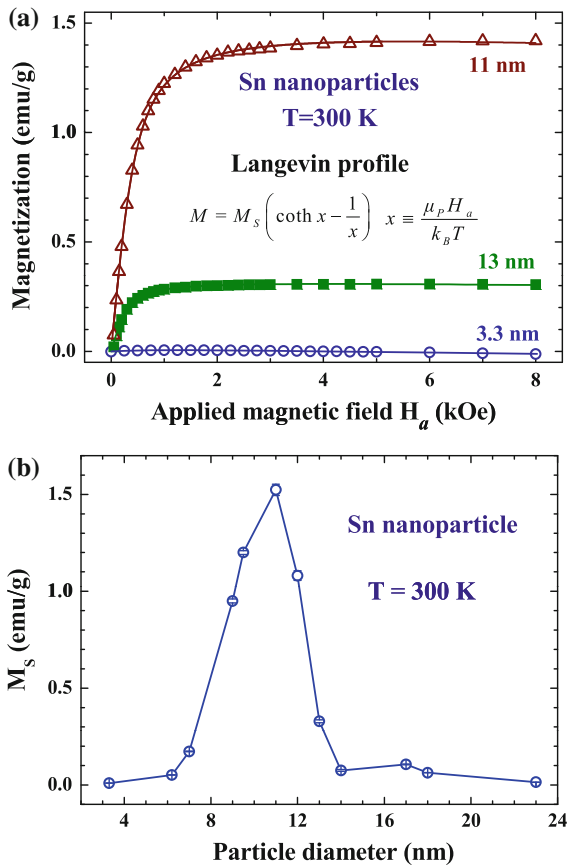 (a)
1.5
1.0
0.5
0.0
Magnetization (emu/g)
11 nm
Sn nanoparticles
T=300 K
Langevin profile
M = M_S (coth x − 1/x) x ≡ μ_P H_a / k_B T
13 nm
3.3 nm
0 2 4 6 8
Applied magnetic field H_a (kOe)
(b)
1.5
1.0
0.5
0.0
M_S (emu/g)
Sn nanoparticle
T = 300 K
4 8 12 16 20 24
Particle diameter (nm)